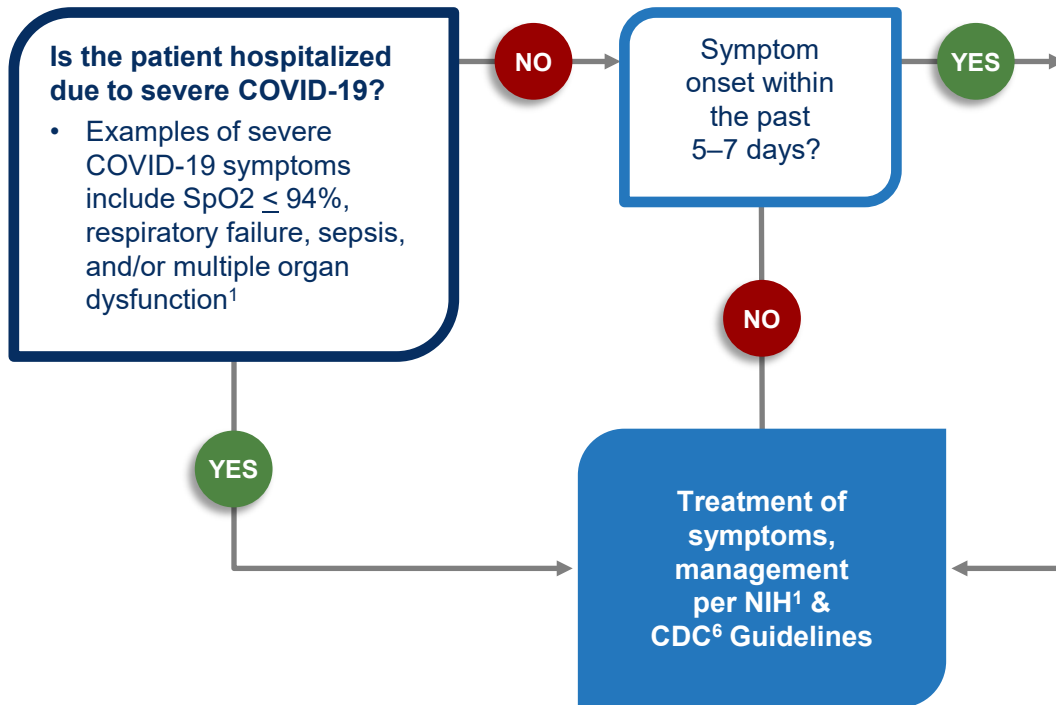 Is the patient hospitalized
due to severe COVID-19?
• Examples of severe
COVID-19 symptoms
include SpO2 ≤ 94%,
respiratory failure, sepsis,
and/or multiple organ
dysfunction¹
NO
Symptom
onset within
the past
5–7 days?
YES
NO
YES
Treatment of
symptoms,
management
per NIH¹ &
CDC⁶ Guidelines